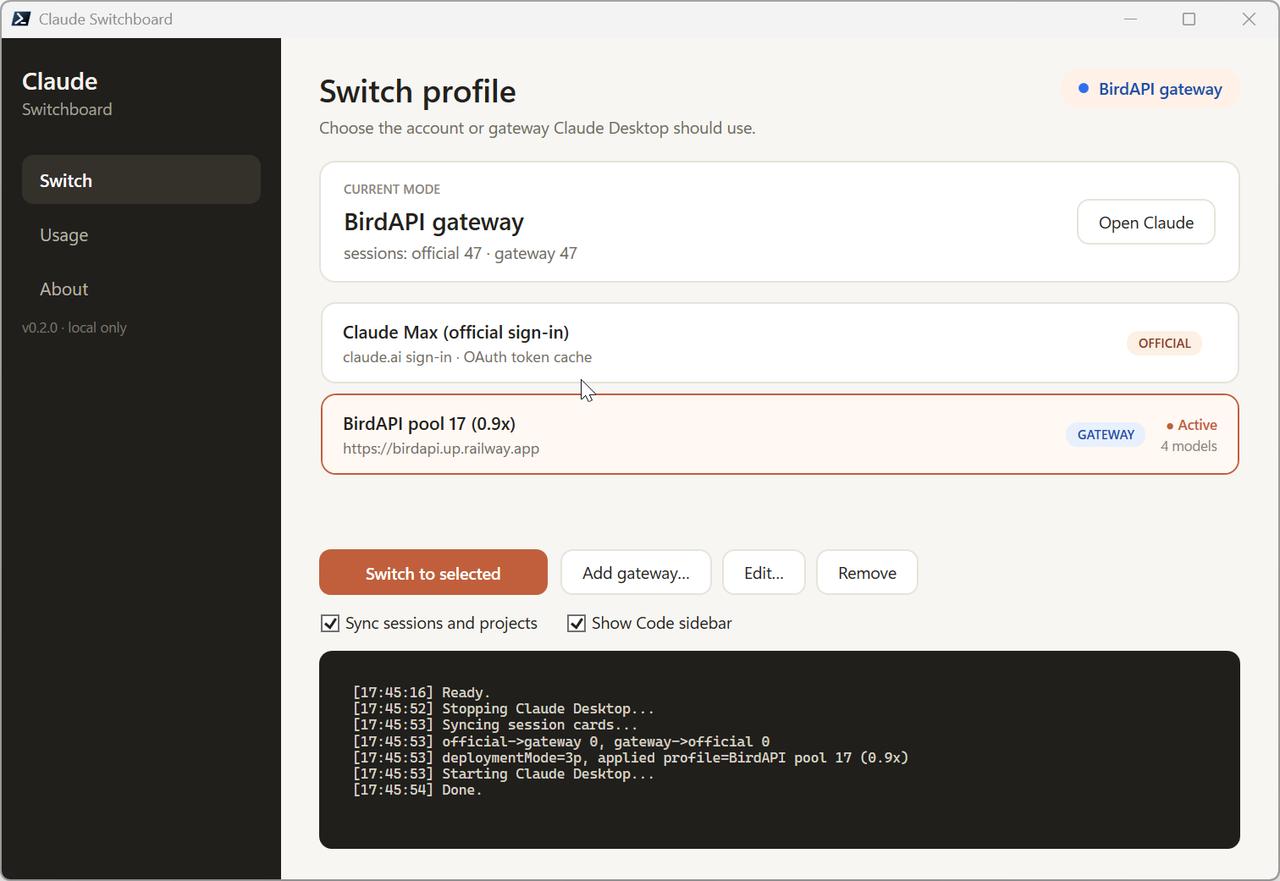 Claude Switchboard
Claude
Switchboard
Switch
Usage
About
v0.2.0 · local only
Switch profile
BirdAPI gateway
Choose the account or gateway Claude Desktop should use.
CURRENT MODE
BirdAPI gateway
sessions: official 47 · gateway 47
Open Claude
Claude Max (official sign-in)
claude.ai sign-in · OAuth token cache
OFFICIAL
BirdAPI pool 17 (0.9x)
https://birdapi.up.railway.app
GATEWAY
● Active
4 models
Switch to selected
Add gateway...
Edit...
Remove
Sync sessions and projects
Show Code sidebar
[17:45:16] Ready.
[17:45:52] Stopping Claude Desktop...
[17:45:53] Syncing session cards...
[17:45:53] official->gateway 0, gateway->official 0
[17:45:53] deploymentMode=3p, applied profile=BirdAPI pool 17 (0.9x)
[17:45:53] Starting Claude Desktop...
[17:45:54] Done.